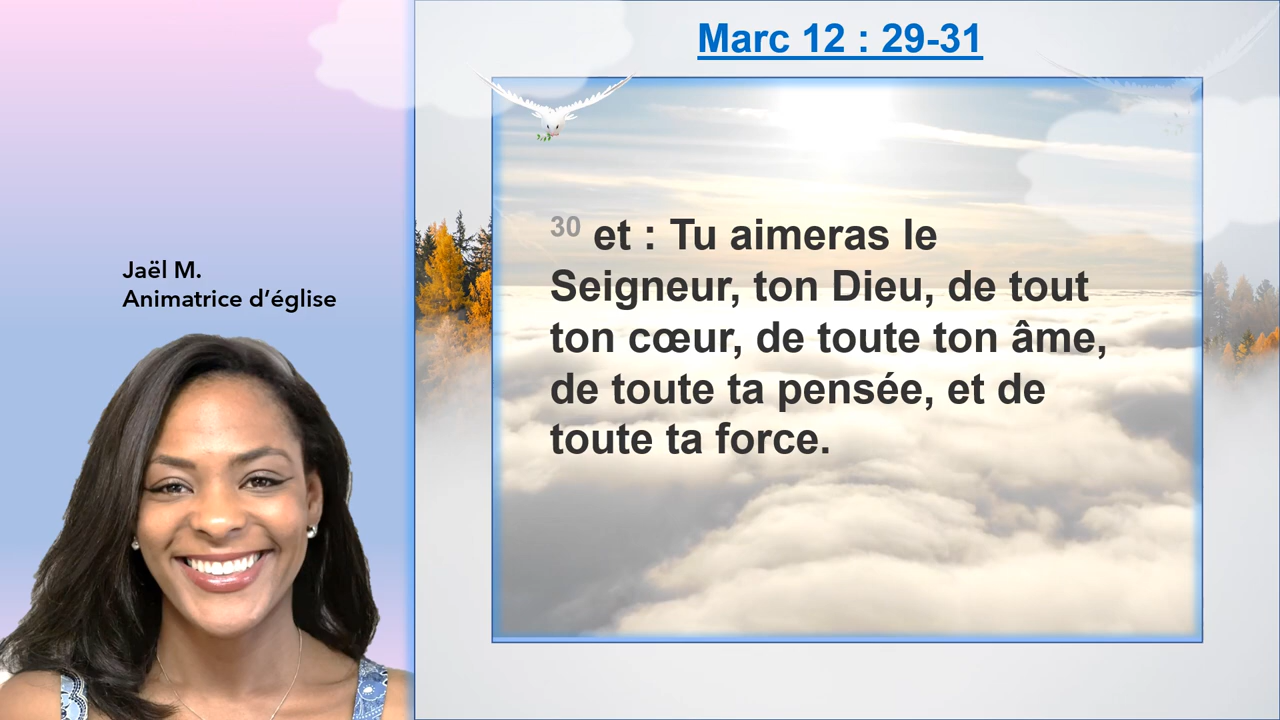 Marc 12 : 29-31
Jaël M.
Animatrice d’église
30 et : Tu aimeras le
Seigneur, ton Dieu, de tout
ton cœur, de toute ton âme,
de toute ta pensée, et de
toute ta force.